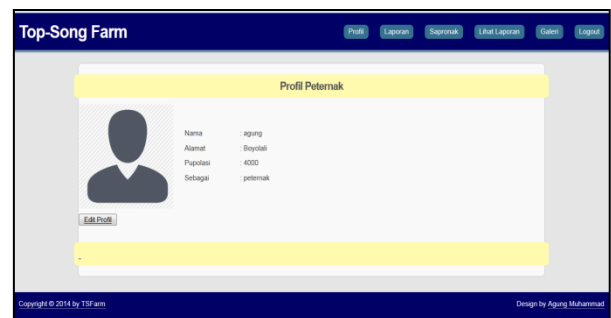 Top-Song Farm
Profil Laporan Sapronak Lihat Laporan Galeri Logout
Profil Peternak
Nama : agung
Alamat : Boyolali
Pupolasi : 4000
Sebagai : peternak
Edit Profil
-
Copyright © 2014 by TSFarm Design by Agung Muhammad